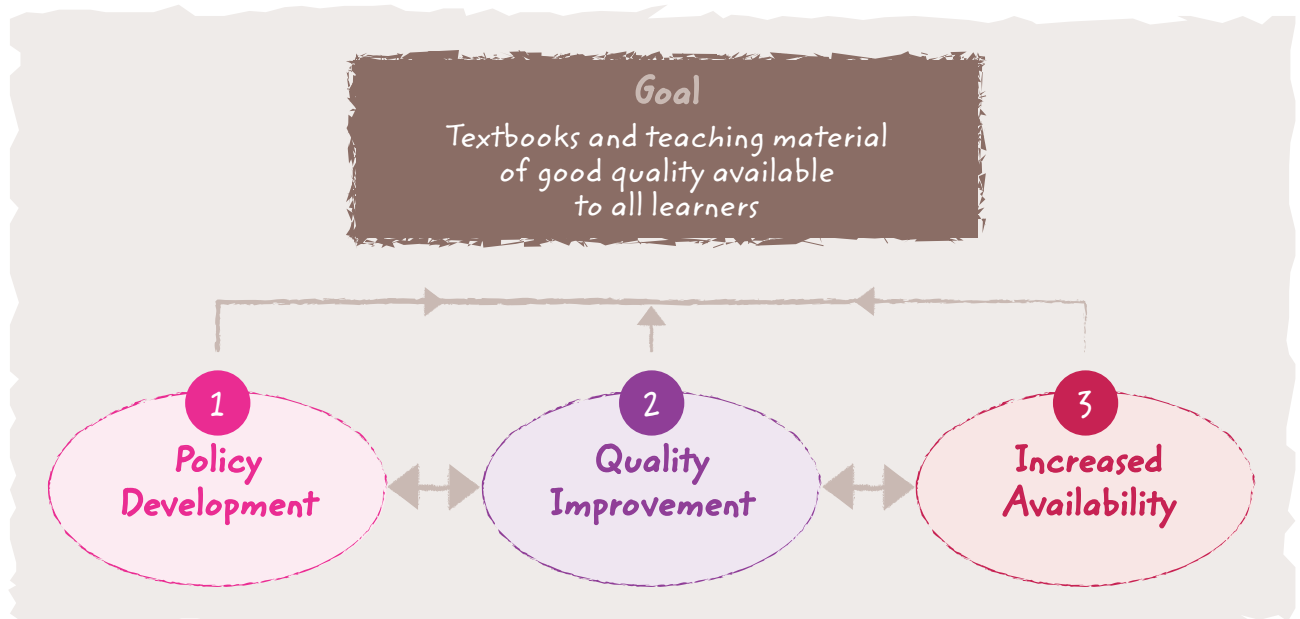 Goal
Textbooks and teaching material
of good quality available
to all learners
1
Policy
Development
2
Quality
Improvement
3
Increased
Availability